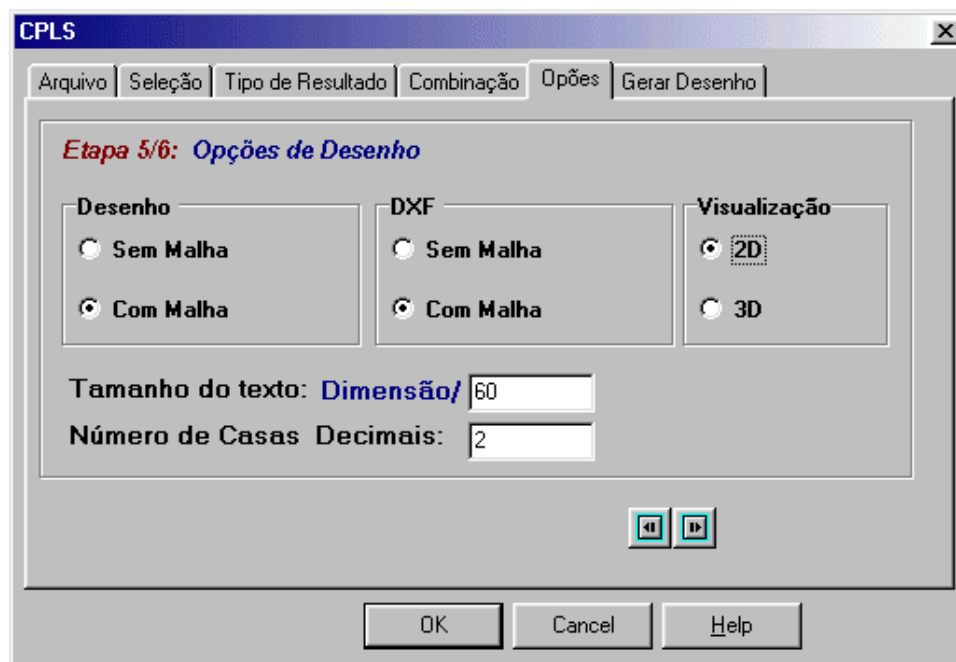 CPLS
Arquivo Seleção Tipo de Resultado Combinação Opões Gerar Desenho
Etapa 5/6: Opções de Desenho
Desenho DXF Visualização
Sem Malha Sem Malha 2D
Com Malha Com Malha 3D
Tamanho do texto: Dimensão/ 60
Número de Casas Decimais: 2
OK Cancel Help